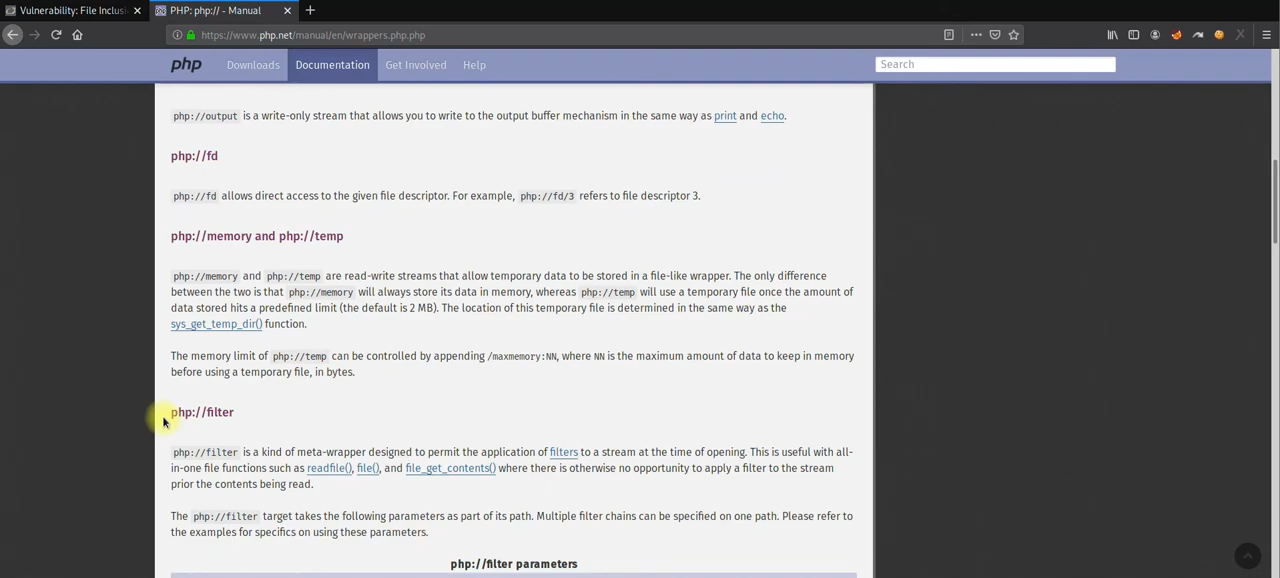 Vulnerability: File Inclusi
PHP: php:// - Manual
https://www.php.net/manual/en/wrappers.php.php
php
Downloads
Documentation
Get Involved
Help
Search
php://output is a write-only stream that allows you to write to the output buffer mechanism in the same way as print and echo.
php://fd
php://fd allows direct access to the given file descriptor. For example, php://fd/3 refers to file descriptor 3.
php://memory and php://temp
php://memory and php://temp are read-write streams that allow temporary data to be stored in a file-like wrapper. The only difference
between the two is that php://memory will always store its data in memory, whereas php://temp will use a temporary file once the amount of
data stored hits a predefined limit (the default is 2 MB). The location of this temporary file is determined in the same way as the
sys_get_temp_dir() function.
The memory limit of php://temp can be controlled by appending /maxmemory:NN, where NN is the maximum amount of data to keep in memory
before using a temporary file, in bytes.
php://filter
php://filter is a kind of meta-wrapper designed to permit the application of filters to a stream at the time of opening. This is useful with all-
in-one file functions such as readfile(), file(), and file_get_contents() where there is otherwise no opportunity to apply a filter to the stream
prior the contents being read.
The php://filter target takes the following parameters as part of its path. Multiple filter chains can be specified on one path. Please refer to
the examples for specifics on using these parameters.
php://filter parameters